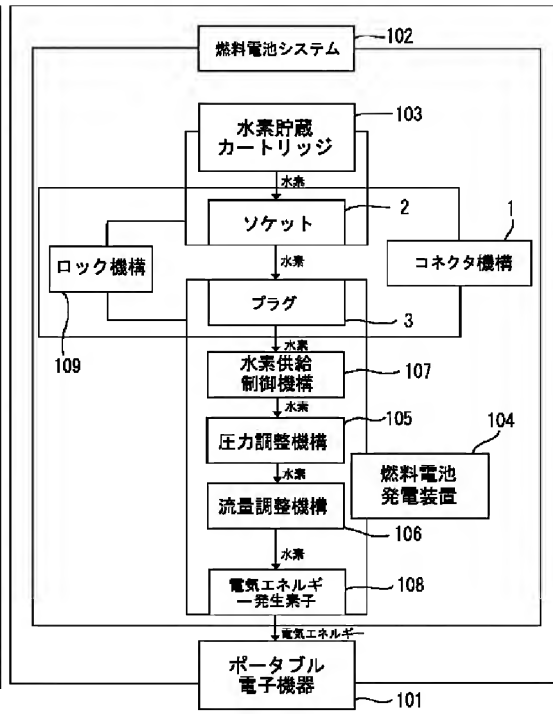 燃料電池システム
102
水素貯蔵
カートリッジ
103
水素
ソケット
2
ロック機構
109
水素
コネクタ機構
1
プラグ
3
水素
水素供給
制御機構
107
水素
圧力調整機構
105
水素
燃料電池
発電装置
104
流量調整機構
106
水素
電気エネルギ
ー発生素子
108
電気エネルギー
ポータブル
電子機器
101